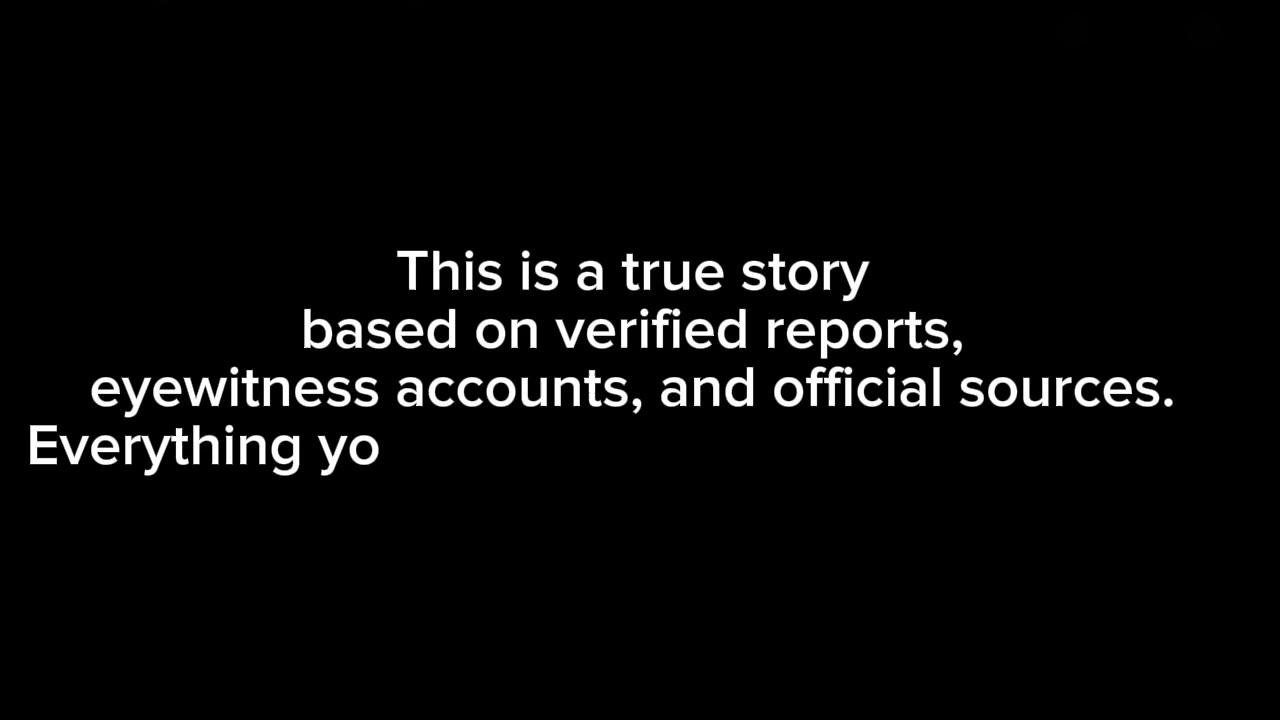 This is a true story
based on verified reports,
eyewitness accounts, and official sources.
Everything yo